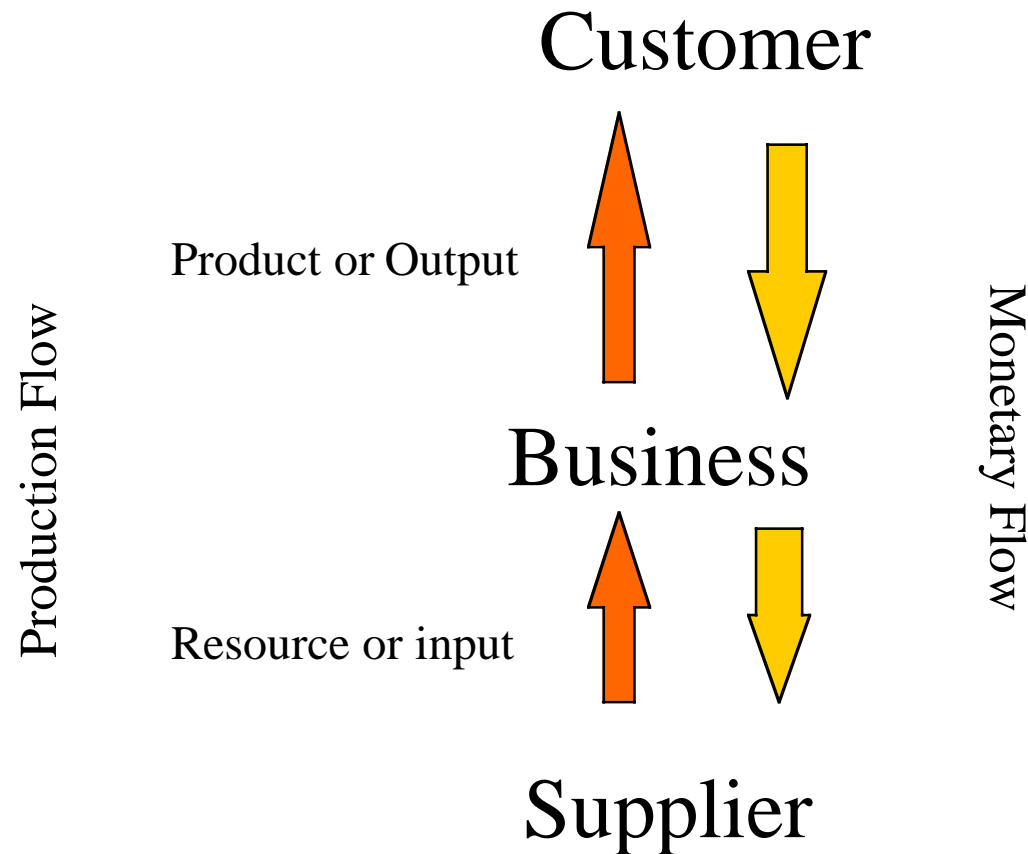 Customer
Product or Output
Production Flow
Monetary Flow
Business
Resource or input
Supplier